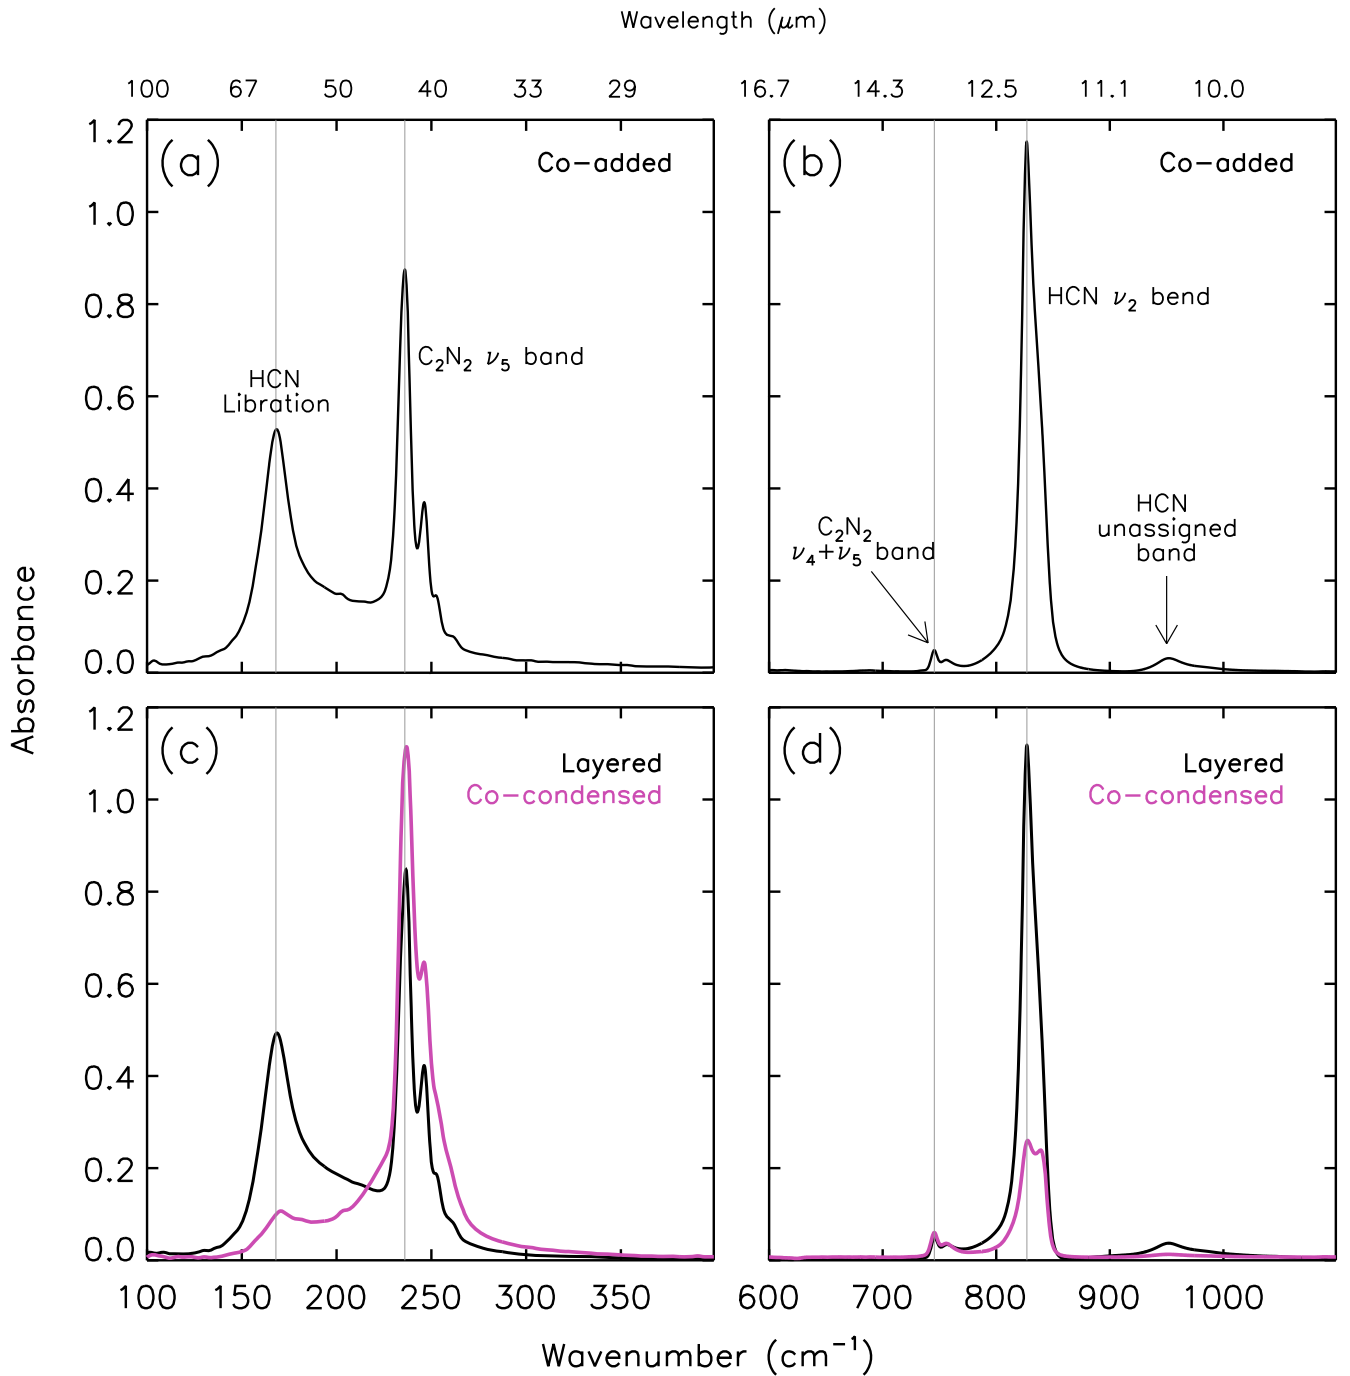 Wavelength (μm)
100 67 50 40 33 29
16.7 14.3 12.5 11.1 10.0
(a)
Co-added
1.2
1.0
0.8
0.6
0.4
0.2
0.0
HCN
Libration
C₂N₂ ν₅ band
(b)
Co-added
HCN ν₂ bend
C₂N₂
ν₄+ν₅ band
HCN
unassigned
band
Absorbance
(c)
Layered
Co-condensed
1.2
1.0
0.8
0.6
0.4
0.2
0.0
100 150 200 250 300 350
(d)
Layered
Co-condensed
600 700 800 900 1000
Wavenumber (cm⁻¹)